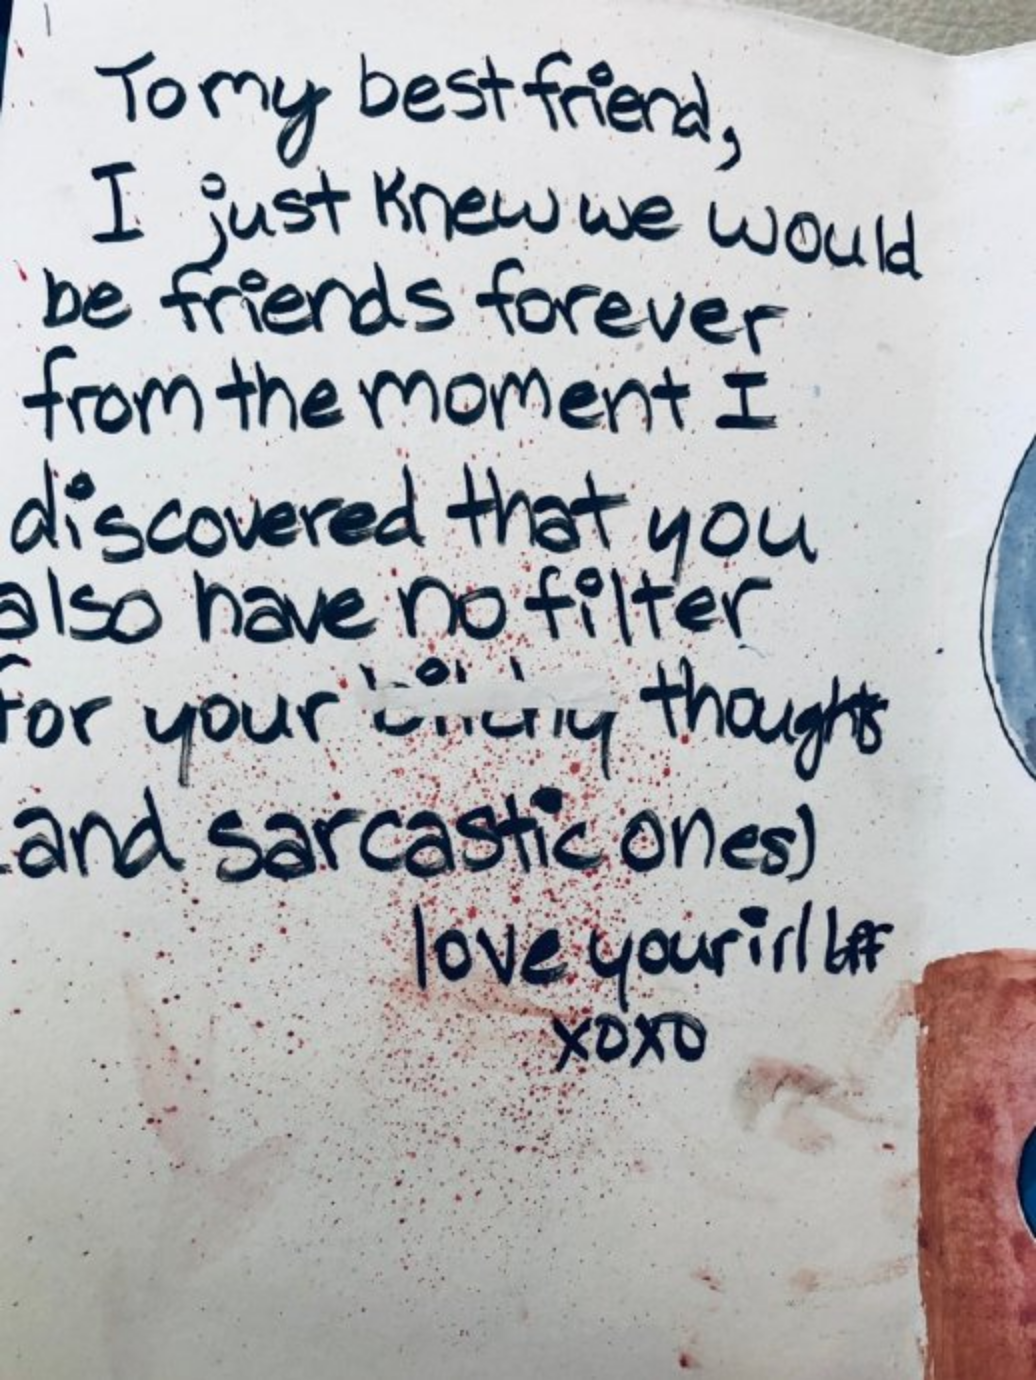 To my best friend,
I just knew we would
be friends forever
from the moment I
discovered that you
also have no filter
for your bitchy thoughts
(and sarcastic ones)
love your irl bff
xoxo